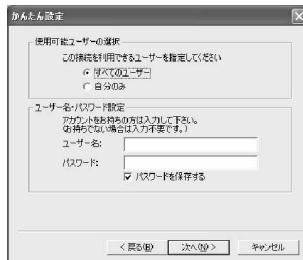 かんたん設定
使用可能ユーザーの選択
この接続を利用できるユーザーを指定してください
すべてのユーザー
自分のみ
ユーザー名・パスワード設定
アカウントをお持ちの方は入力して下さい。
(お持ちでない場合は入力不要です。)
ユーザー名:
パスワード:
パスワードを保存する
< 戻る(B)
次へ(N) >
キャンセル